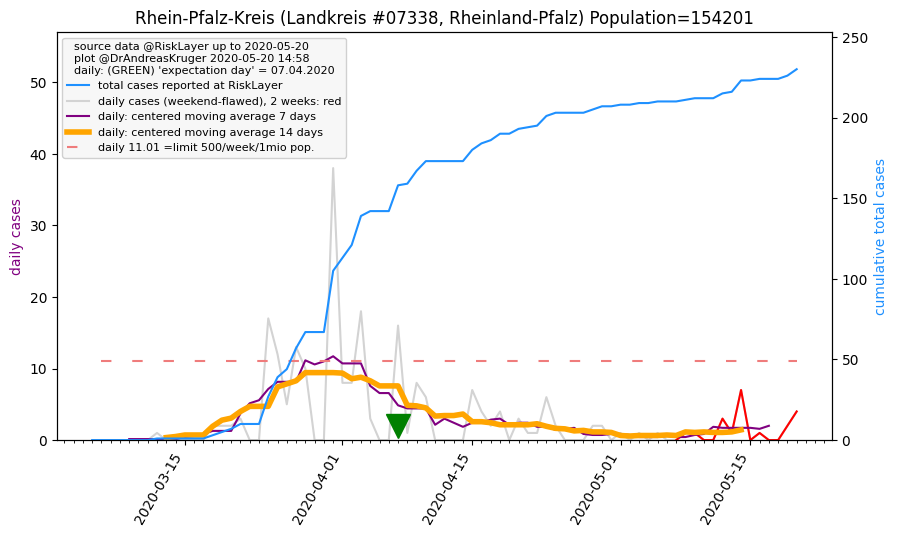 Rhein-Pfalz-Kreis (Landkreis #07338, Rheinland-Pfalz) Population=154201
source data @RiskLayer up to 2020-05-20
plot @DrAndreasKruger 2020-05-20 14:58
daily: (GREEN) 'expectation day' = 07.04.2020
total cases reported at RiskLayer
daily cases (weekend-flawed), 2 weeks: red
daily: centered moving average 7 days
daily: centered moving average 14 days
daily 11.01 =limit 500/week/1mio pop.
daily cases
50
40
30
20
10
0
cumulative total cases
250
200
150
100
50
0
2020-03-15
2020-04-01
2020-04-15
2020-05-01
2020-05-15